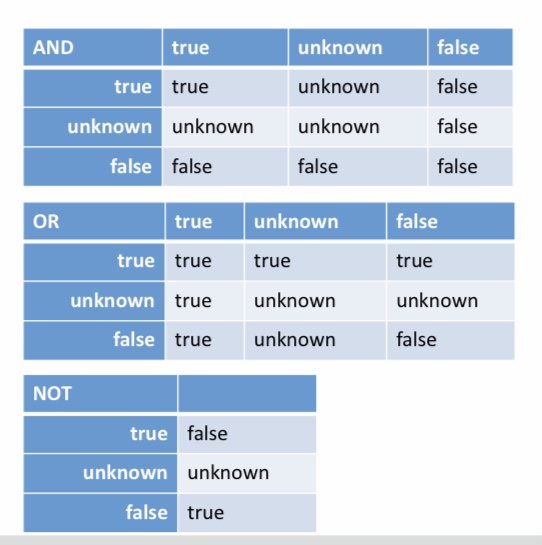 AND true unknown false
true true unknown false
unknown unknown unknown false
false false false false
OR true unknown false
true true true true
unknown true unknown unknown
false true unknown false
NOT
true false
unknown unknown
false true